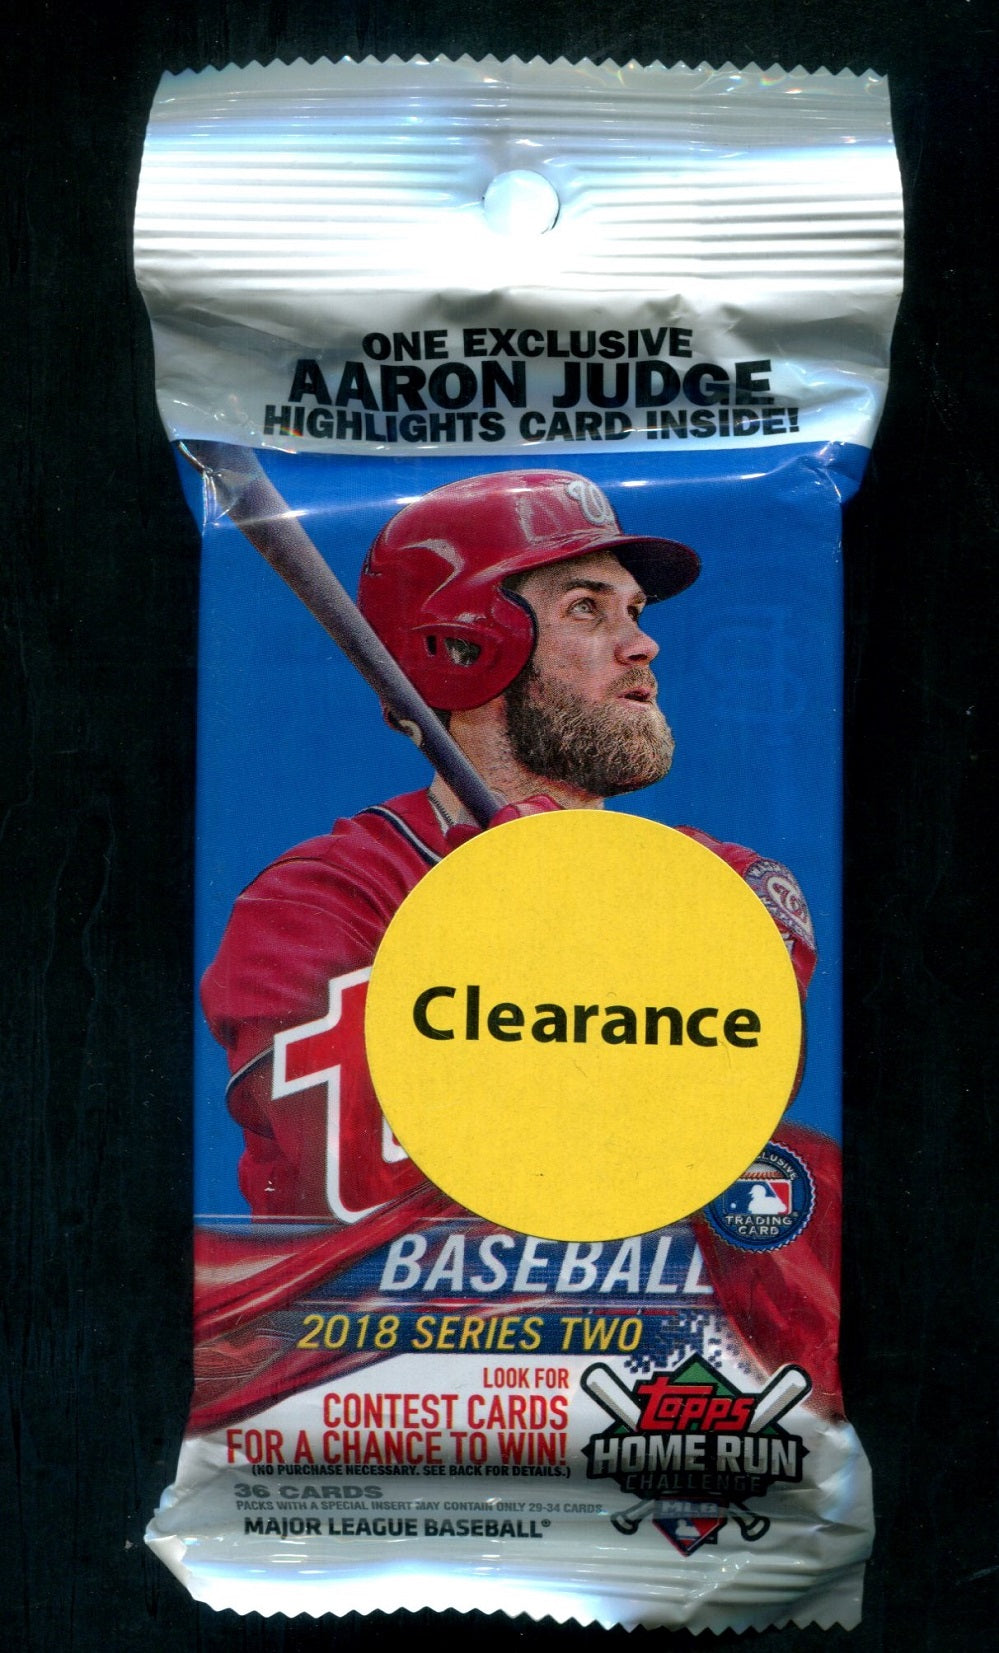 ONE EXCLUSIVE
AARON JUDGE
HIGHLIGHTS CARD INSIDE!
W
Clearance
t
TRADING
CARD
BASEBALL
2018 SERIES TWO
LOOK FOR
CONTEST CARDS
FOR A CHANCE TO WIN!
(NO PURCHASE NECESSARY. SEE BACK FOR DETAILS.)
36 CARDS
PACKS WITH A SPECIAL INSERT MAY CONTAIN ONLY 29-34 CARDS.
MAJOR LEAGUE BASEBALL®
topps
HOME RUN
CHALLENGE
MLB